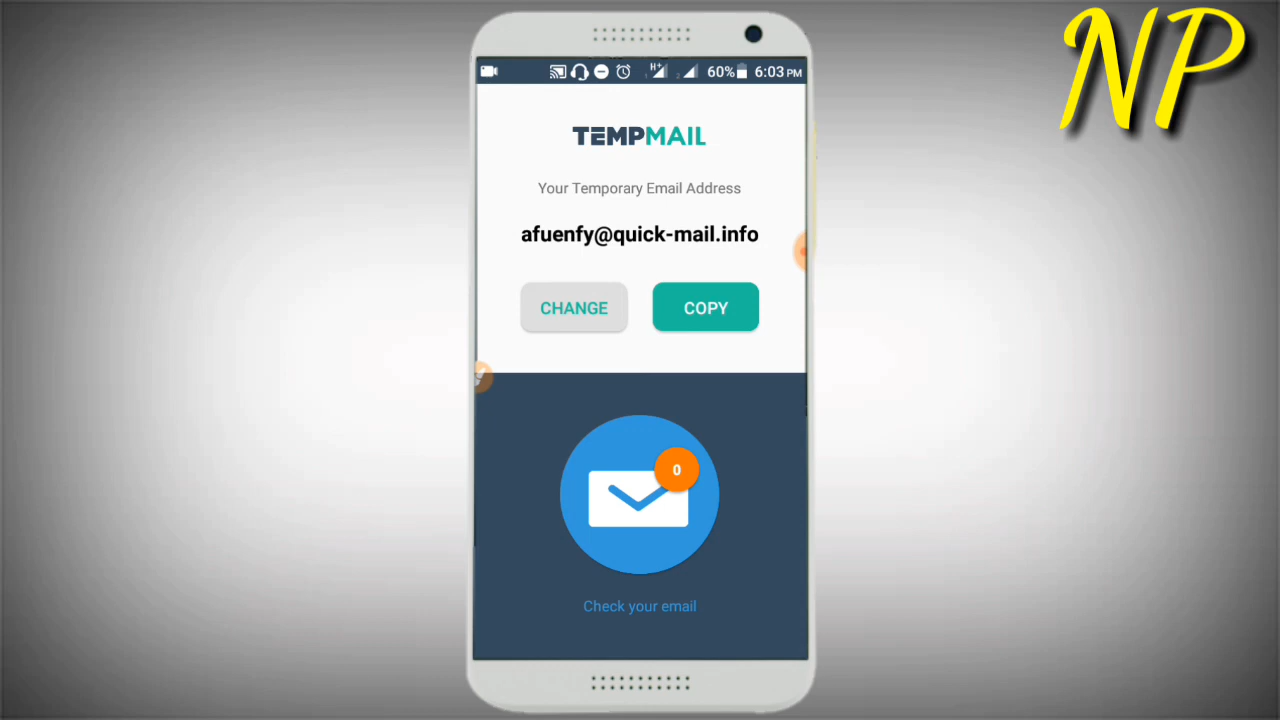 NP
H+
60% 6:03 PM
TEMPMAIL
Your Temporary Email Address
afuenfy@quick-mail.info
CHANGE COPY
0
Check your email